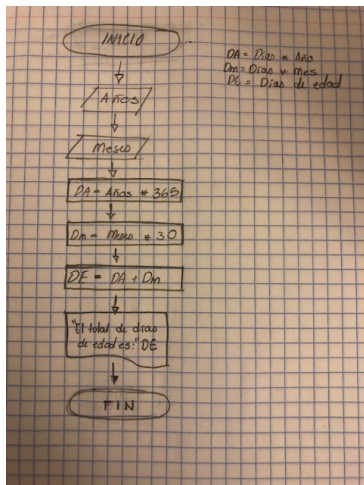 INICIO
DA = Dias * Año
Dm = Dias * mes
DE = Dias de edad
Años
Meses
DA = Años * 365
Dm = Meses * 30
DE = DA + Dm
"El total de dias
de edad es:" DE
FIN